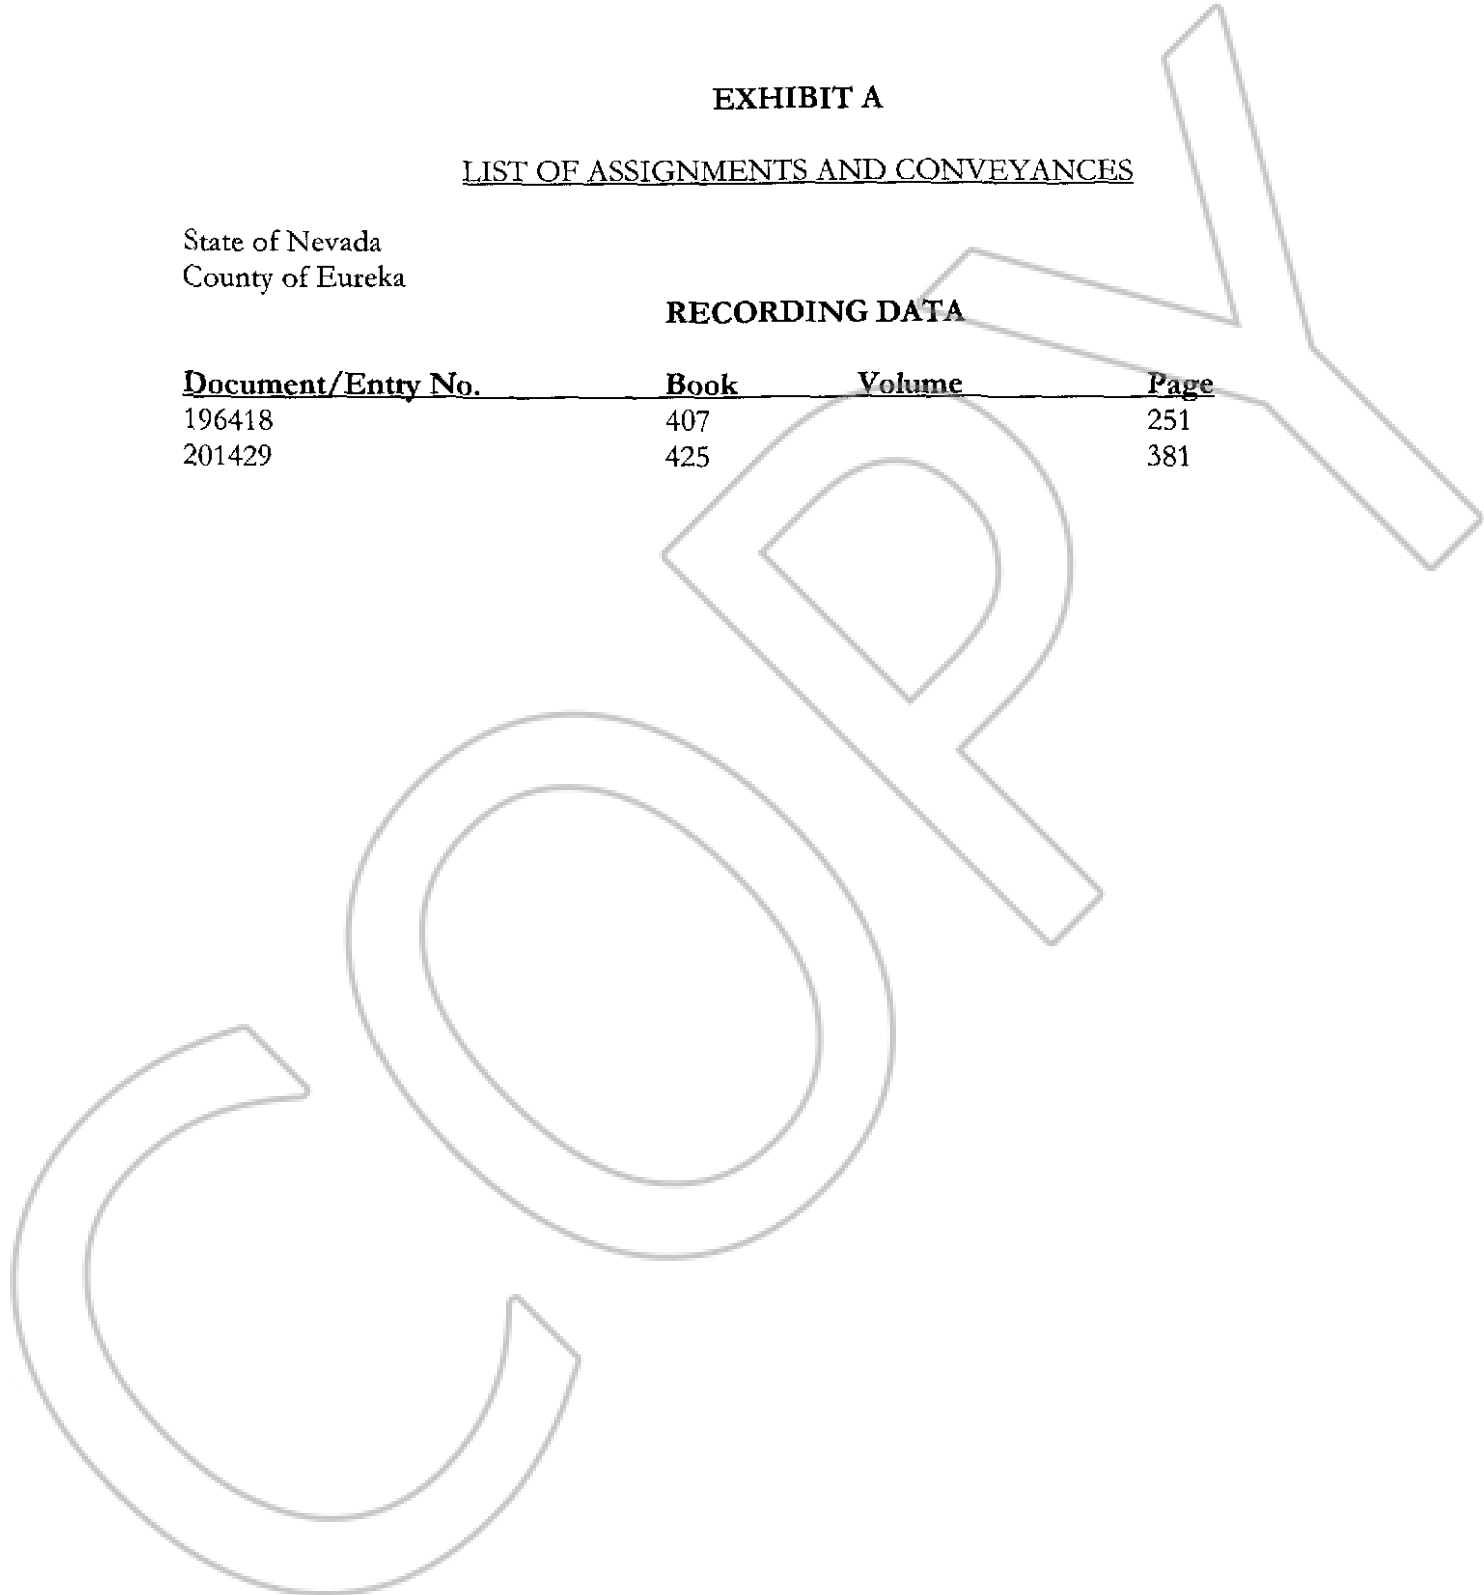 EXHIBIT A
LIST OF ASSIGNMENTS AND CONVEYANCES
State of Nevada
County of Eureka
RECORDING DATA
Document/Entry No. Book Volume Page
196418 407 251
201429 425 381
COPY